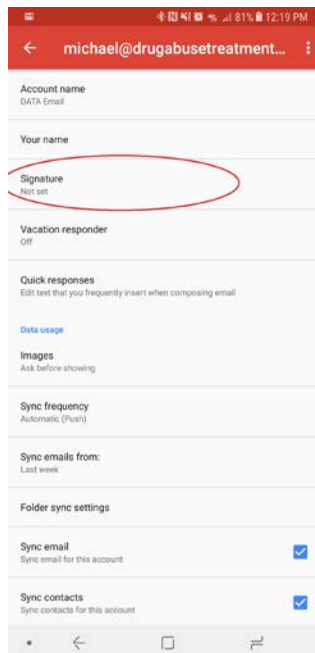 81% 12:19 PM
michael@drugabusetreatment...
Account name
DATA Email
Your name
Signature
Not set
Vacation responder
Off
Quick responses
Edit text that you frequently insert when composing email
Data usage
Images
Ask before showing
Sync frequency
Automatic (Push)
Sync emails from:
Last week
Folder sync settings
Sync email
Sync email for this account
Sync contacts
Sync contacts for this account